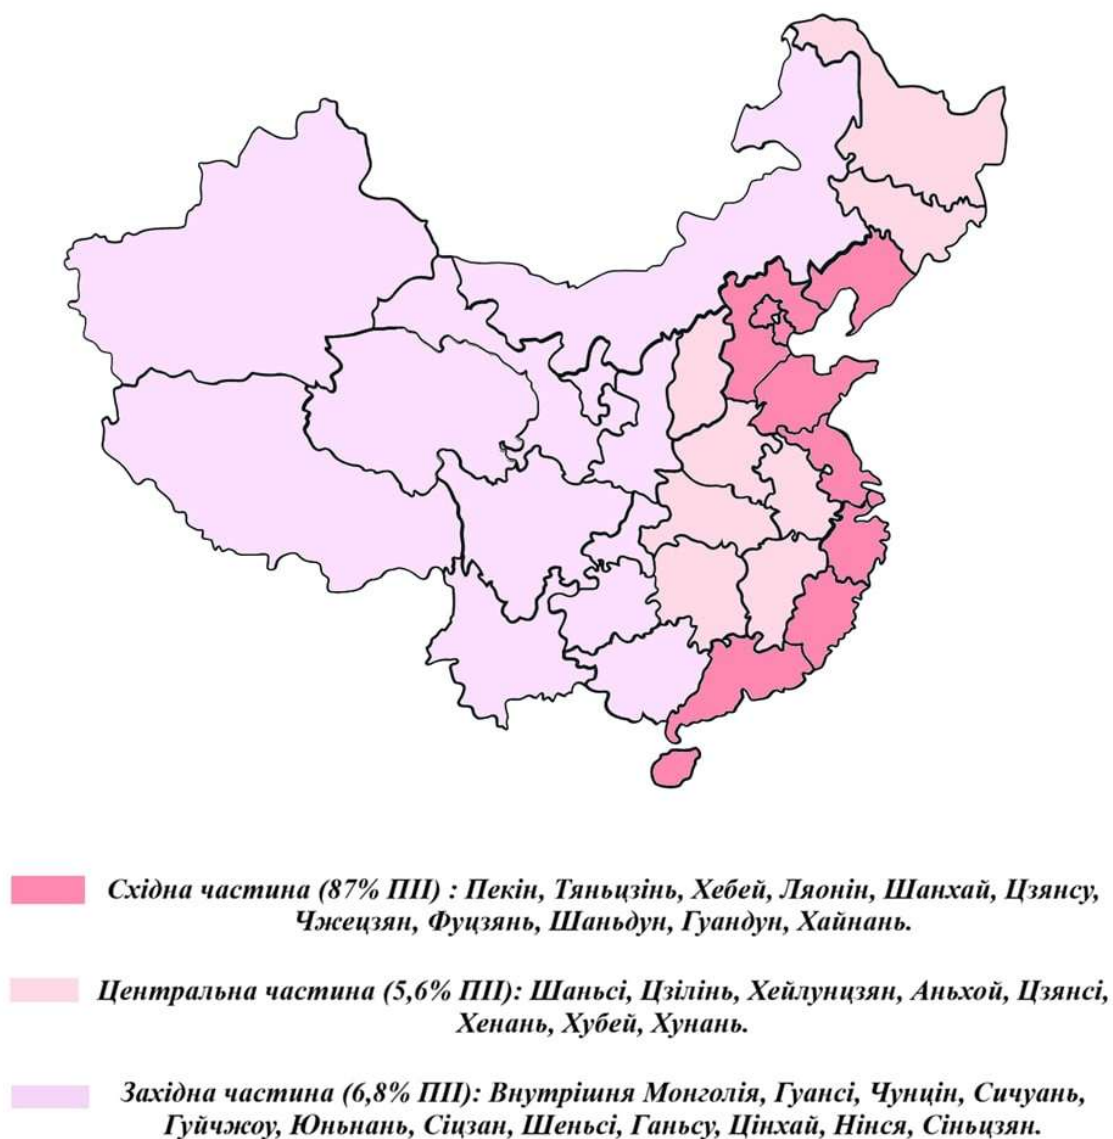 Східна частина (87% ПІІ) : Пекін, Тяньцзінь, Хебей, Ляонін, Шанхай, Цзянсу,
Чжецзян, Фуцзянь, Шаньдун, Гуандун, Хайнань.
Центральна частина (5,6% ПІІ): Шаньсі, Цзілінь, Хейлунцзян, Аньхой, Цзянсі,
Хенань, Хубей, Хунань.
Західна частина (6,8% ПІІ): Внутрішня Монголія, Гуансі, Чунцін, Сичуань,
Гуйчжоу, Юньнань, Сіцзан, Шеньсі, Ганьсу, Цінхай, Нінся, Сіньцзян.